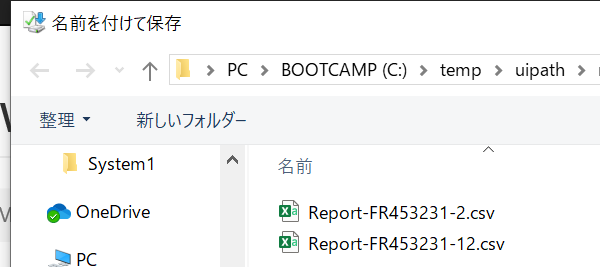 名前を付けて保存
PC > BOOTCAMP (C:) > temp > uipath >
整理 新しいフォルダー
System1
名前
OneDrive
Report-FR453231-2.csv
Report-FR453231-12.csv
PC